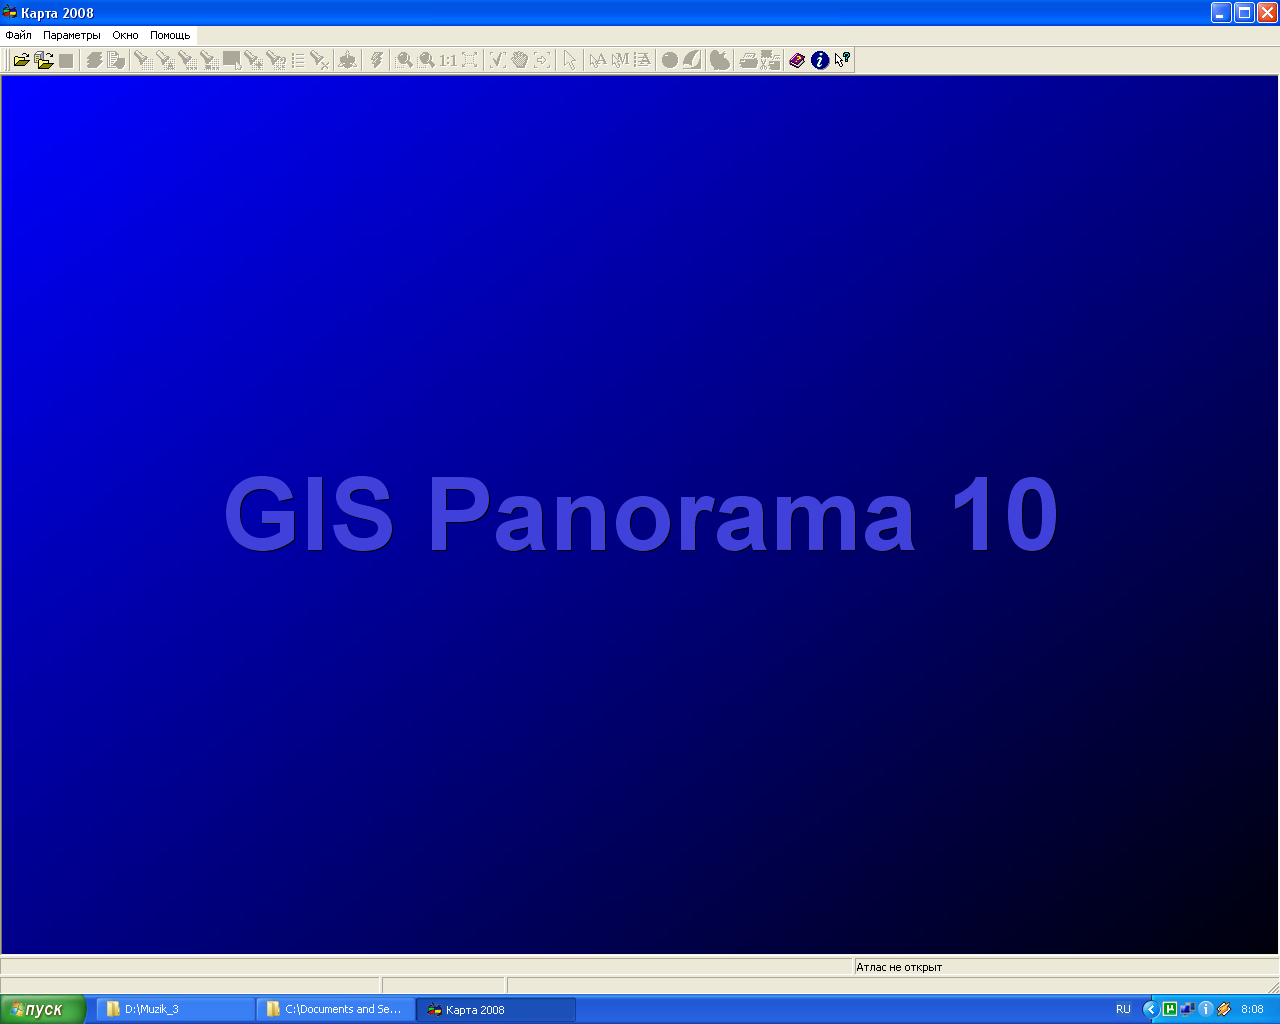 Карта 2008
Файл Параметры Окно Помощь
1:1
GIS Panorama 10
Атлас не открыт
пуск D:\Muzik_3 C:\Documents and Se... Карта 2008 RU 8:08